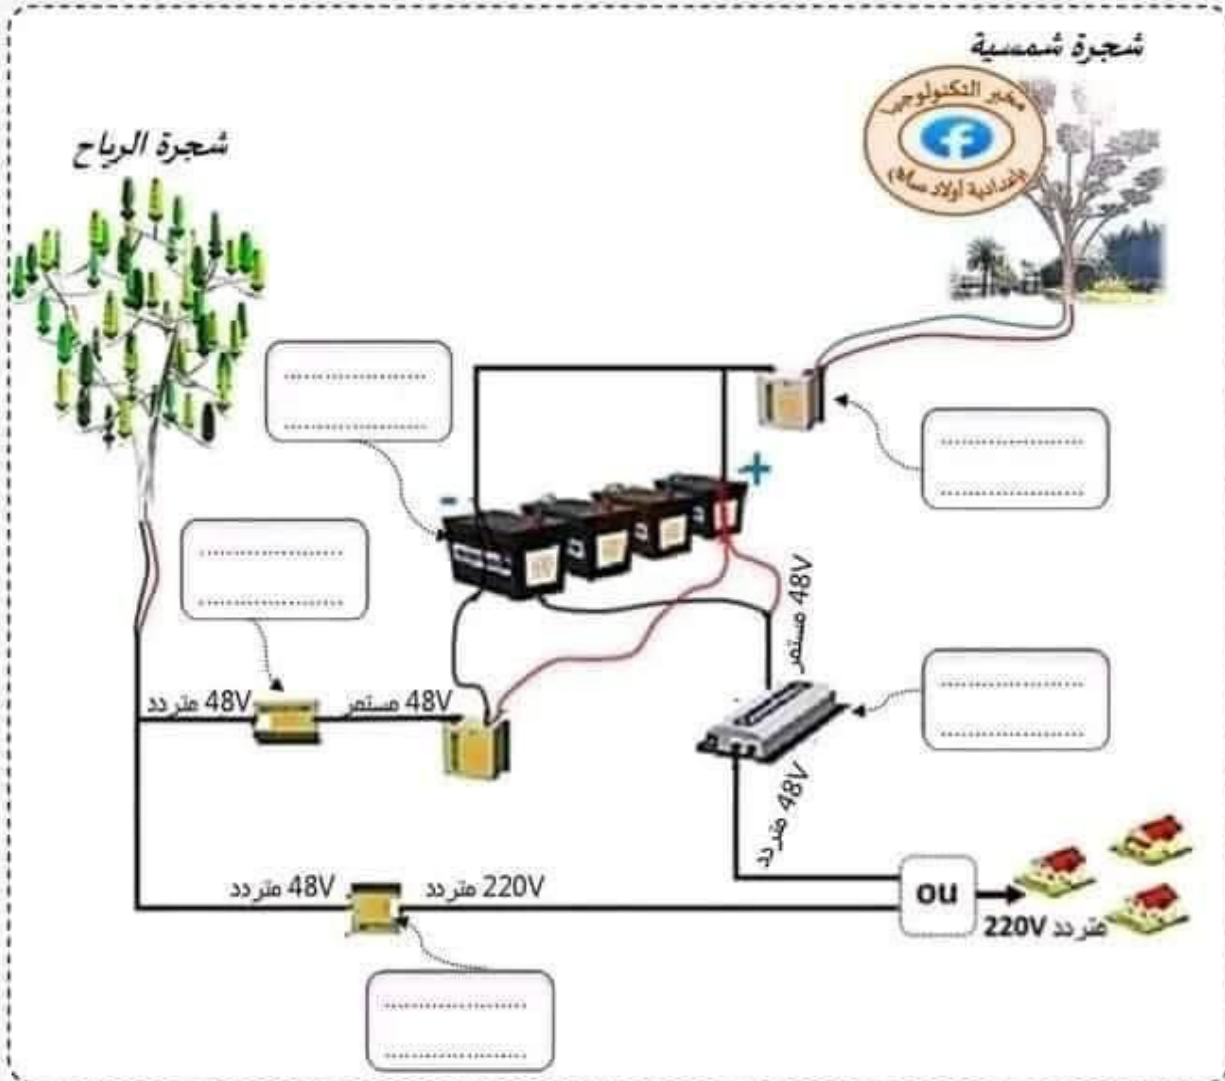 شجرة شمسية
مخبر التكنولوجيا
f
شجرة الرياح
-
+
48V مستمر
48V متردد
48V مستمر
48V متردد
48V متردد
220V متردد
ou
220V متردد